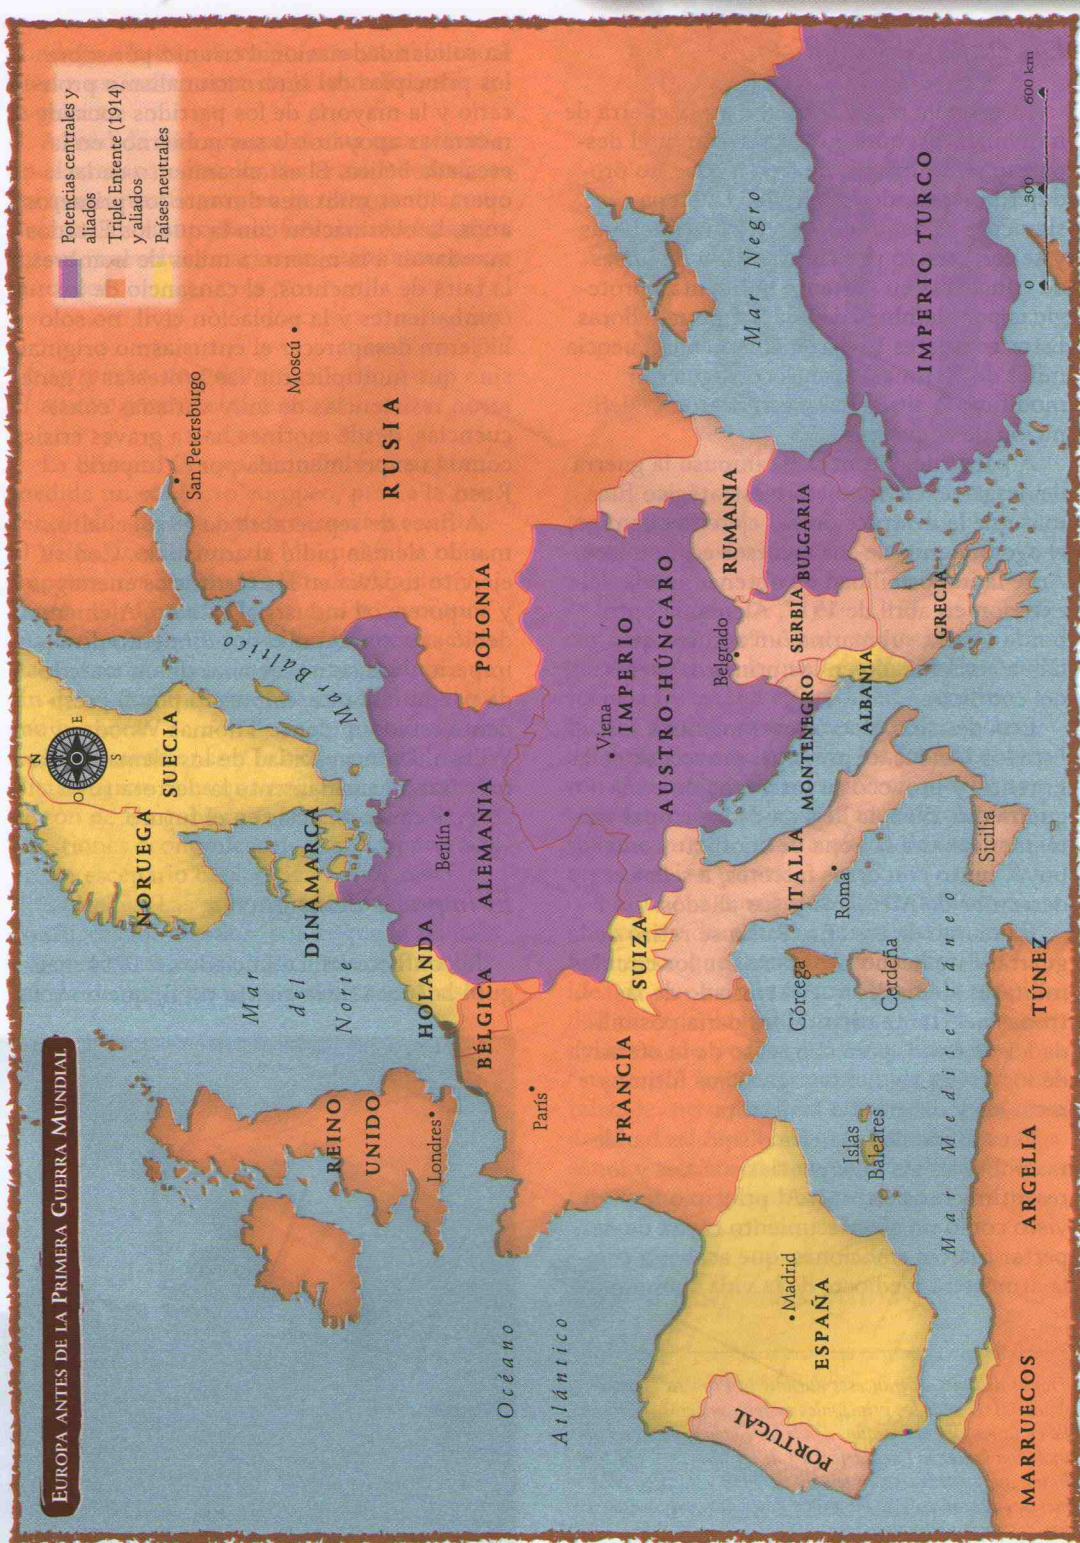 EUROPA ANTES DE LA PRIMERA GUERRA MUNDIAL
Potencias centrales y
aliados
Triple Entente (1914)
y aliados
Países neutrales
N
O
E
S
NORUEGA
SUECIA
San Petersburgo
Moscú
RUSIA
Mar Báltico
DINAMARCA
Mar
del
Norte
REINO
UNIDO
Londres
HOLANDA
BÉLGICA
Berlín
ALEMANIA
POLONIA
Océano
Atlántico
París
FRANCIA
SUIZA
Viena
IMPERIO
AUSTRO-HÚNGARO
RUMANIA
Belgrado
SERBIA
BULGARIA
MONTENEGRO
ALBANIA
GRECIA
Mar Negro
IMPERIO TURCO
ITALIA
Roma
Córcega
Cerdeña
Sicilia
Islas
Baleares
Madrid
ESPAÑA
PORTUGAL
Mar Mediterráneo
MARRUECOS
ARGELIA
TÚNEZ
0 300 600 km